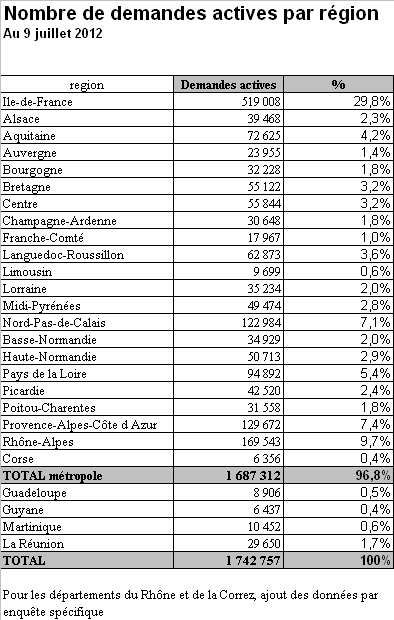 Nombre de demandes actives par région
Au 9 juillet 2012
region Demandes actives %
Ile-de-France 519 008 29,8%
Alsace 39 468 2,3%
Aquitaine 72 625 4,2%
Auvergne 23 955 1,4%
Bourgogne 32 228 1,8%
Bretagne 55 122 3,2%
Centre 55 844 3,2%
Champagne-Ardenne 30 648 1,8%
Franche-Comté 17 967 1,0%
Languedoc-Roussillon 62 873 3,6%
Limousin 9 699 0,6%
Lorraine 35 234 2,0%
Midi-Pyrénées 49 474 2,8%
Nord-Pas-de-Calais 122 984 7,1%
Basse-Normandie 34 929 2,0%
Haute-Normandie 50 713 2,9%
Pays de la Loire 94 892 5,4%
Picardie 42 520 2,4%
Poitou-Charentes 31 558 1,8%
Provence-Alpes-Côte d Azur 129 672 7,4%
Rhône-Alpes 169 543 9,7%
Corse 6 356 0,4%
TOTAL métropole 1 687 312 96,8%
Guadeloupe 8 906 0,5%
Guyane 6 437 0,4%
Martinique 10 452 0,6%
La Réunion 29 650 1,7%
TOTAL 1 742 757 100%
Pour les départements du Rhône et de la Correz, ajout des données par
enquête spécifique